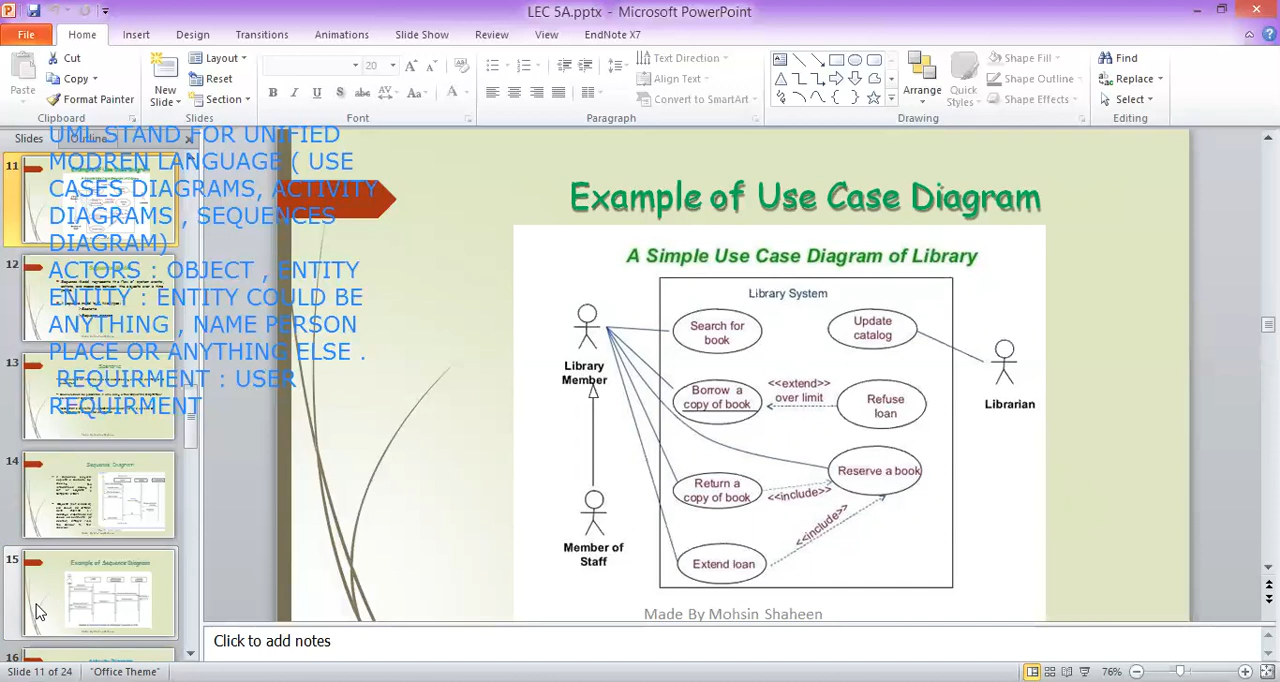 LEC 5A.pptx - Microsoft PowerPoint
File Home Insert Design Transitions Animations Slide Show Review View EndNote X7
Paste
Cut
Copy
Format Painter
Clipboard
New Slide
Layout
Reset
Section
Slides
20
Font
Text Direction
Align Text
Convert to SmartArt
Paragraph
Arrange
Quick Styles
Shape Fill
Shape Outline
Shape Effects
Drawing
Find
Replace
Select
Editing
Slides Outline
UML STAND FOR UNIFIED
MODREN LANGUAGE ( USE
CASES DIAGRAMS, ACTIVITY
DIAGRAMS , SEQUENCES
DIAGRAM)
ACTORS : OBJECT , ENTITY
ENTITY : ENTITY COULD BE
ANYTHING , NAME PERSON
PLACE OR ANYTHING ELSE .
REQUIRMENT : USER
REQUIRMENT
11
12
13
14
Sequence Diagram
15
Example of Sequence Diagram
16
Example of Use Case Diagram
A Simple Use Case Diagram of Library
Library System
Search for
book
Update
catalog
Library
Member
Librarian
Borrow a
copy of book
<<extend>>
over limit
Refuse
loan
Reserve a book
Return a
copy of book
<<include>>
<<include>>
Member of
Staff
Extend loan
Made By Mohsin Shaheen
Click to add notes
Slide 11 of 24 "Office Theme" 76%